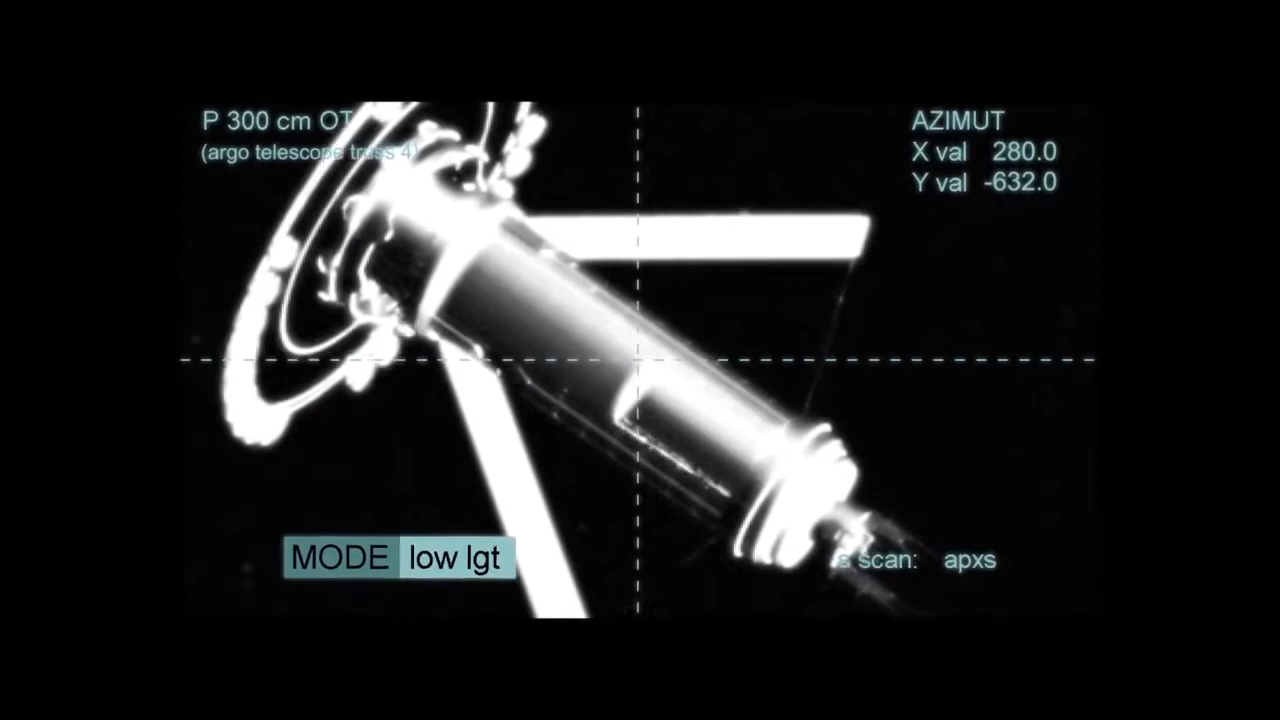 P 300 cm OT
(argo telescope truss 4)
AZIMUT
X val 280.0
Y val -632.0
MODE low lgt
s scan: apxs